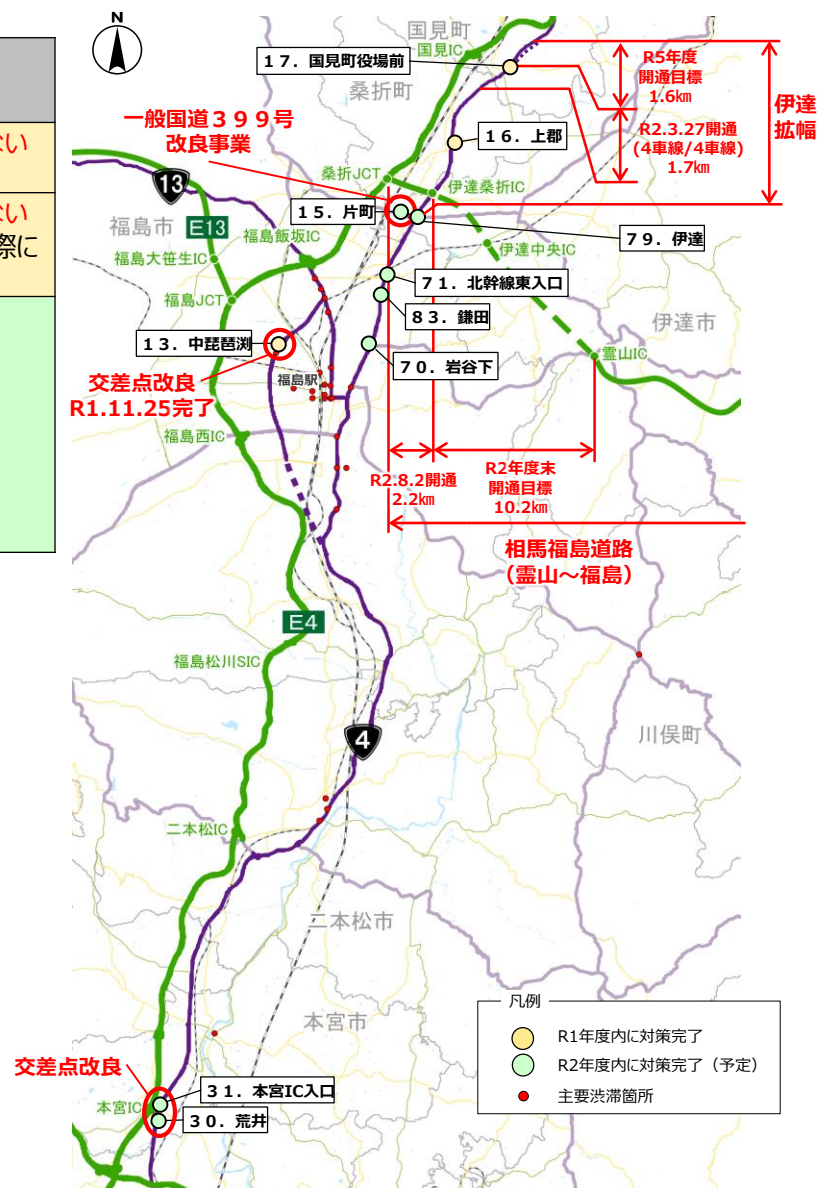 ない
ない
際に
N
国見町
国見IC
17．国見町役場前
桑折町
R5年度
開通目標
1.6㎞
伊達
拡幅
R2.3.27開通
(4車線/4車線)
1.7㎞
一般国道３９９号
改良事業
16．上郡
13
桑折JCT
伊達桑折IC
15．片町
福島市
E13
福島飯坂IC
79．伊達
福島大笹生IC
伊達中央IC
71．北幹線東入口
福島JCT
83．鎌田
伊達市
13．中琵琶渕
70．岩谷下
霊山IC
交差点改良
R1.11.25完了
福島駅
福島西IC
R2.8.2開通
2.2㎞
R2年度末
開通目標
10.2㎞
相馬福島道路
（霊山～福島）
E4
福島松川SIC
4
川俣町
二本松IC
二本松市
本宮市
凡例
R1年度内に対策完了
R2年度内に対策完了（予定）
主要渋滞箇所
交差点改良
31．本宮IC入口
本宮IC
30．荒井